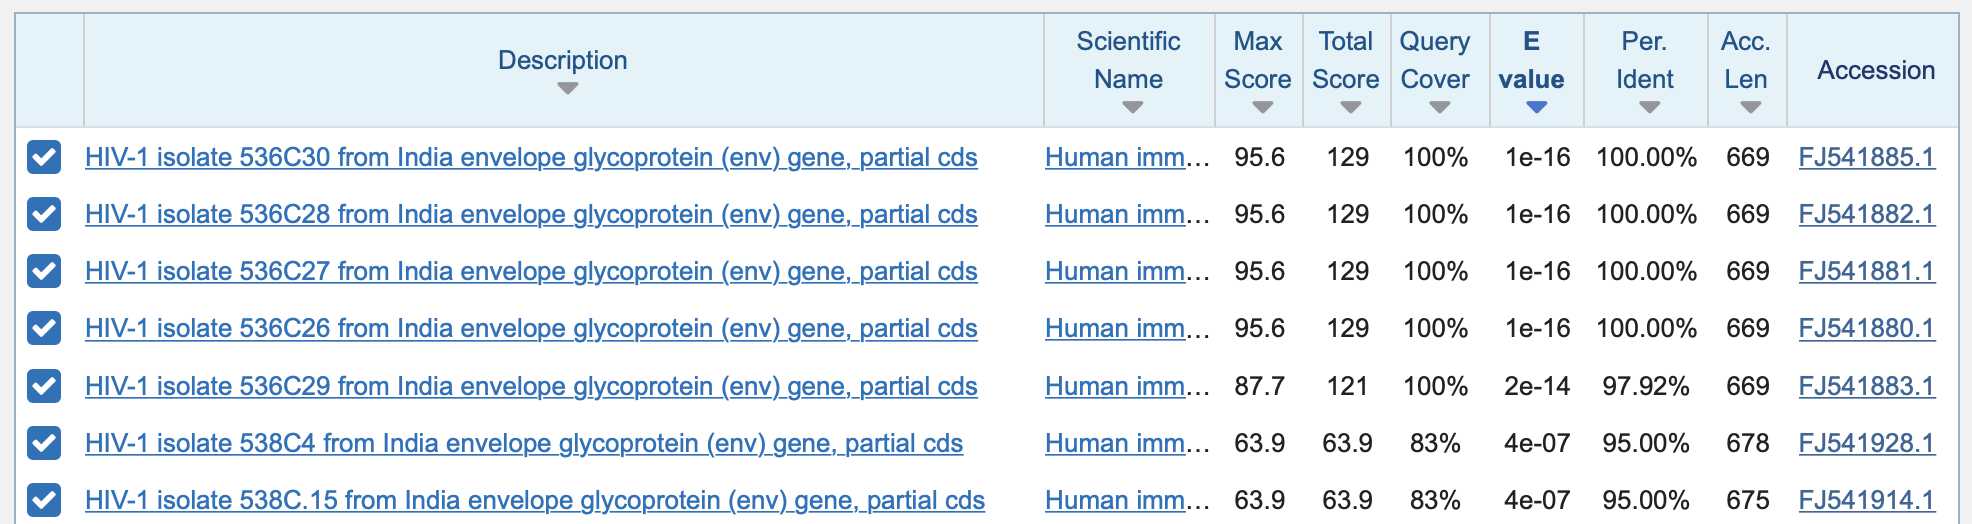 Description Scientific Name Max Score Total Score Query Cover E value Per. Ident Acc. Len Accession
HIV-1 isolate 536C30 from India envelope glycoprotein (env) gene, partial cds Human imm... 95.6 129 100% 1e-16 100.00% 669 FJ541885.1
HIV-1 isolate 536C28 from India envelope glycoprotein (env) gene, partial cds Human imm... 95.6 129 100% 1e-16 100.00% 669 FJ541882.1
HIV-1 isolate 536C27 from India envelope glycoprotein (env) gene, partial cds Human imm... 95.6 129 100% 1e-16 100.00% 669 FJ541881.1
HIV-1 isolate 536C26 from India envelope glycoprotein (env) gene, partial cds Human imm... 95.6 129 100% 1e-16 100.00% 669 FJ541880.1
HIV-1 isolate 536C29 from India envelope glycoprotein (env) gene, partial cds Human imm... 87.7 121 100% 2e-14 97.92% 669 FJ541883.1
HIV-1 isolate 538C4 from India envelope glycoprotein (env) gene, partial cds Human imm... 63.9 63.9 83% 4e-07 95.00% 678 FJ541928.1
HIV-1 isolate 538C.15 from India envelope glycoprotein (env) gene, partial cds Human imm... 63.9 63.9 83% 4e-07 95.00% 675 FJ541914.1